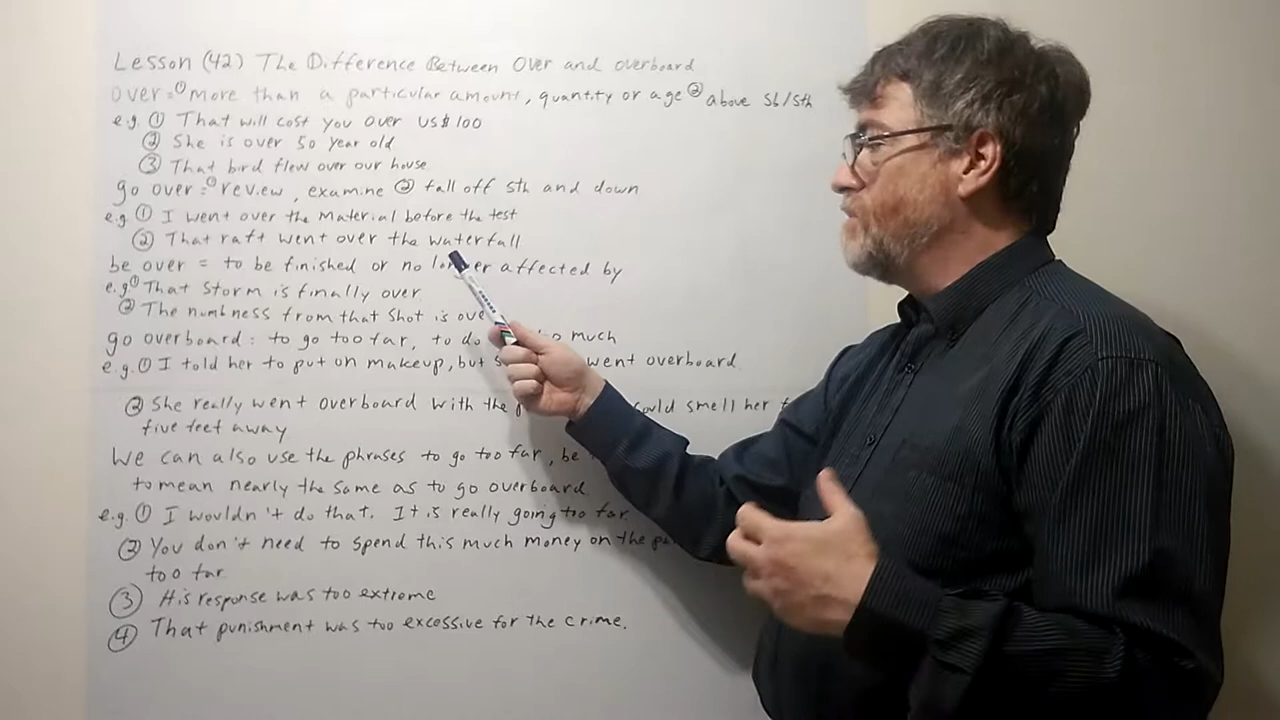 Lesson (42) The Difference Between Over and overboard
over = ① more than a particular amount, quantity or age ② above sb/sth
e.g. ① That will cost you over US$100
② She is over 50 year old
③ That bird flew over our house
go over = ① review, examine ② fall off sth and down
e.g. ① I went over the material before the test
② That raft went over the waterfall
be over = to be finished or no longer affected by
e.g. ① That storm is finally over.
② The numbness from that shot is
go overboard: to go too far, to do much
e.g. ① I told her to put on makeup, but went overboard.
② She really went overboard with the smell her
five feet away
We can also use the phrases to go too far,
to mean nearly the same as to go overboard.
e.g. ① I wouldn't do that. It is really going too far.
② You don't need to spend this much money on the
too far.
③ His response was too extreme
④ That punishment was too excessive for the crime.